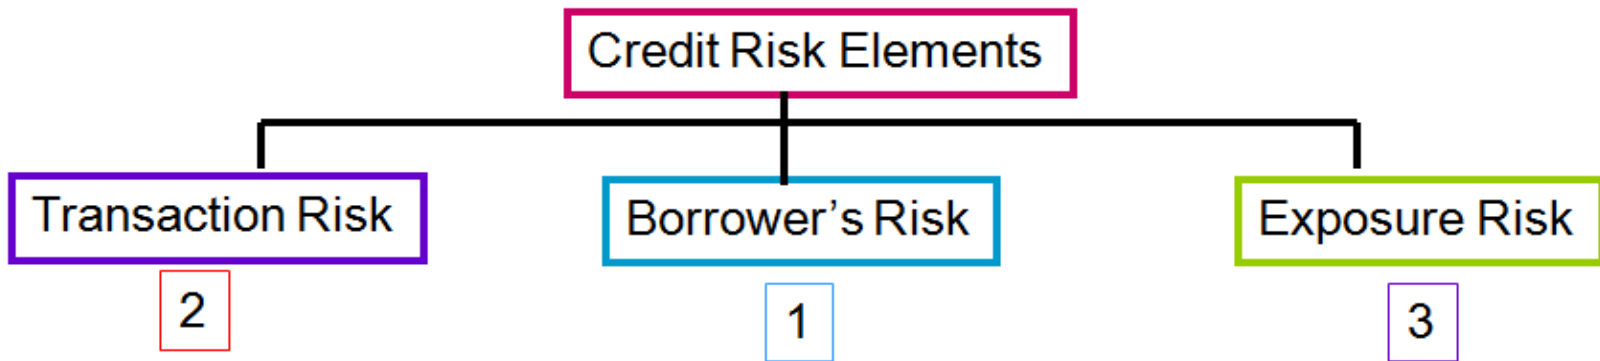 Credit Risk Elements
Transaction Risk
Borrower’s Risk
Exposure Risk
2
1
3